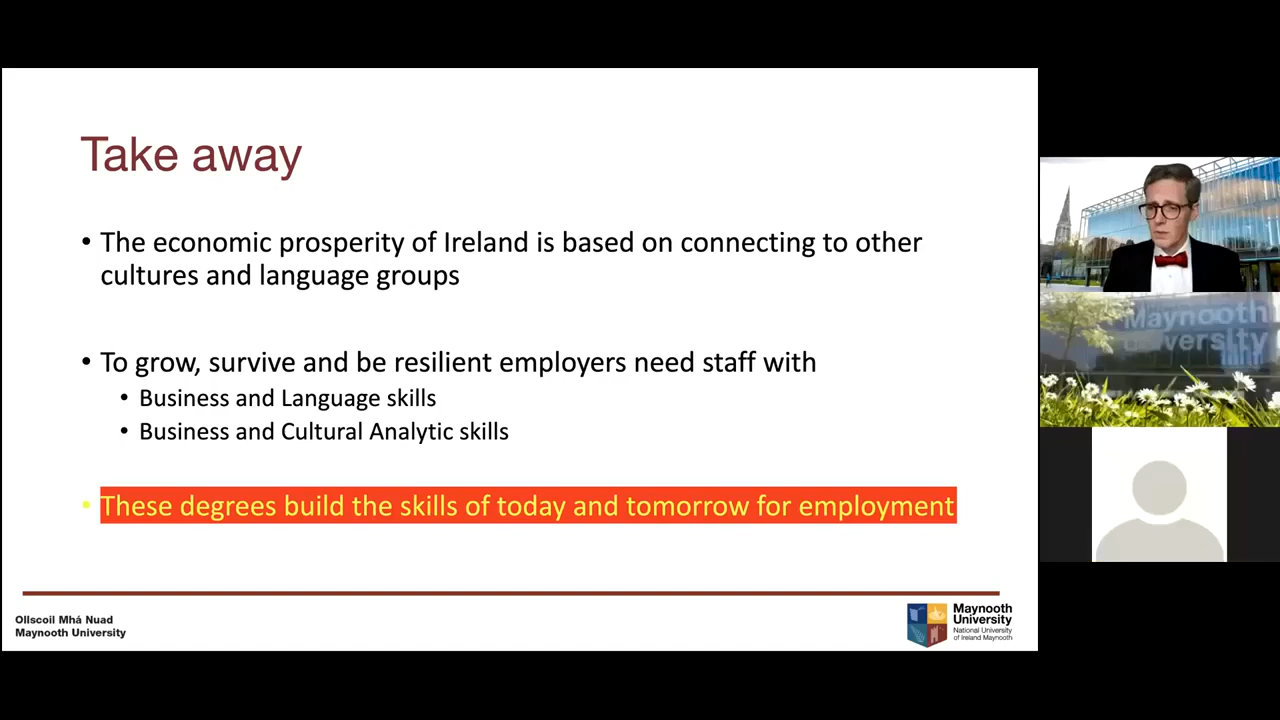 Take away
• The economic prosperity of Ireland is based on connecting to other
cultures and language groups
• To grow, survive and be resilient employers need staff with
• Business and Language skills
• Business and Cultural Analytic skills
• These degrees build the skills of today and tomorrow for employment
Ollscoil Mhá Nuad
Maynooth University
Maynooth
University
National University
of Ireland Maynooth
Maynooth
University